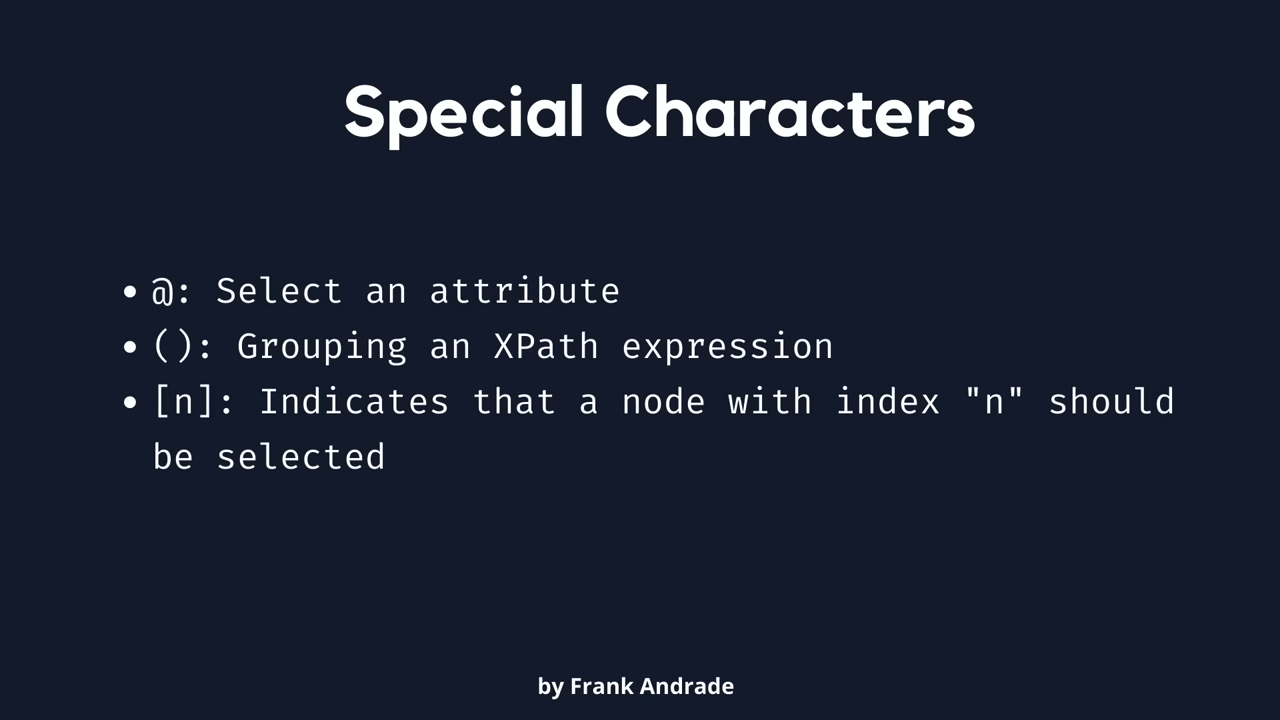 Special Characters
• @: Select an attribute
• (): Grouping an XPath expression
• [n]: Indicates that a node with index "n" should
be selected
by Frank Andrade